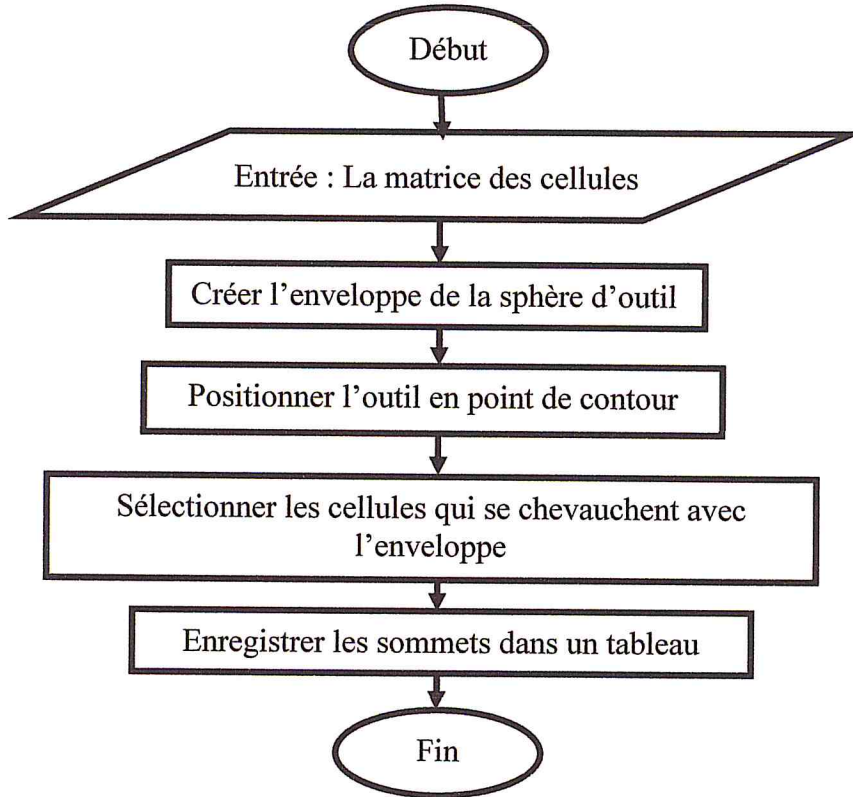 Début
Entrée : La matrice des cellules
Créer l’enveloppe de la sphère d’outil
Positionner l’outil en point de contour
Sélectionner les cellules qui se chevauchent avec
l’enveloppe
Enregistrer les sommets dans un tableau
Fin